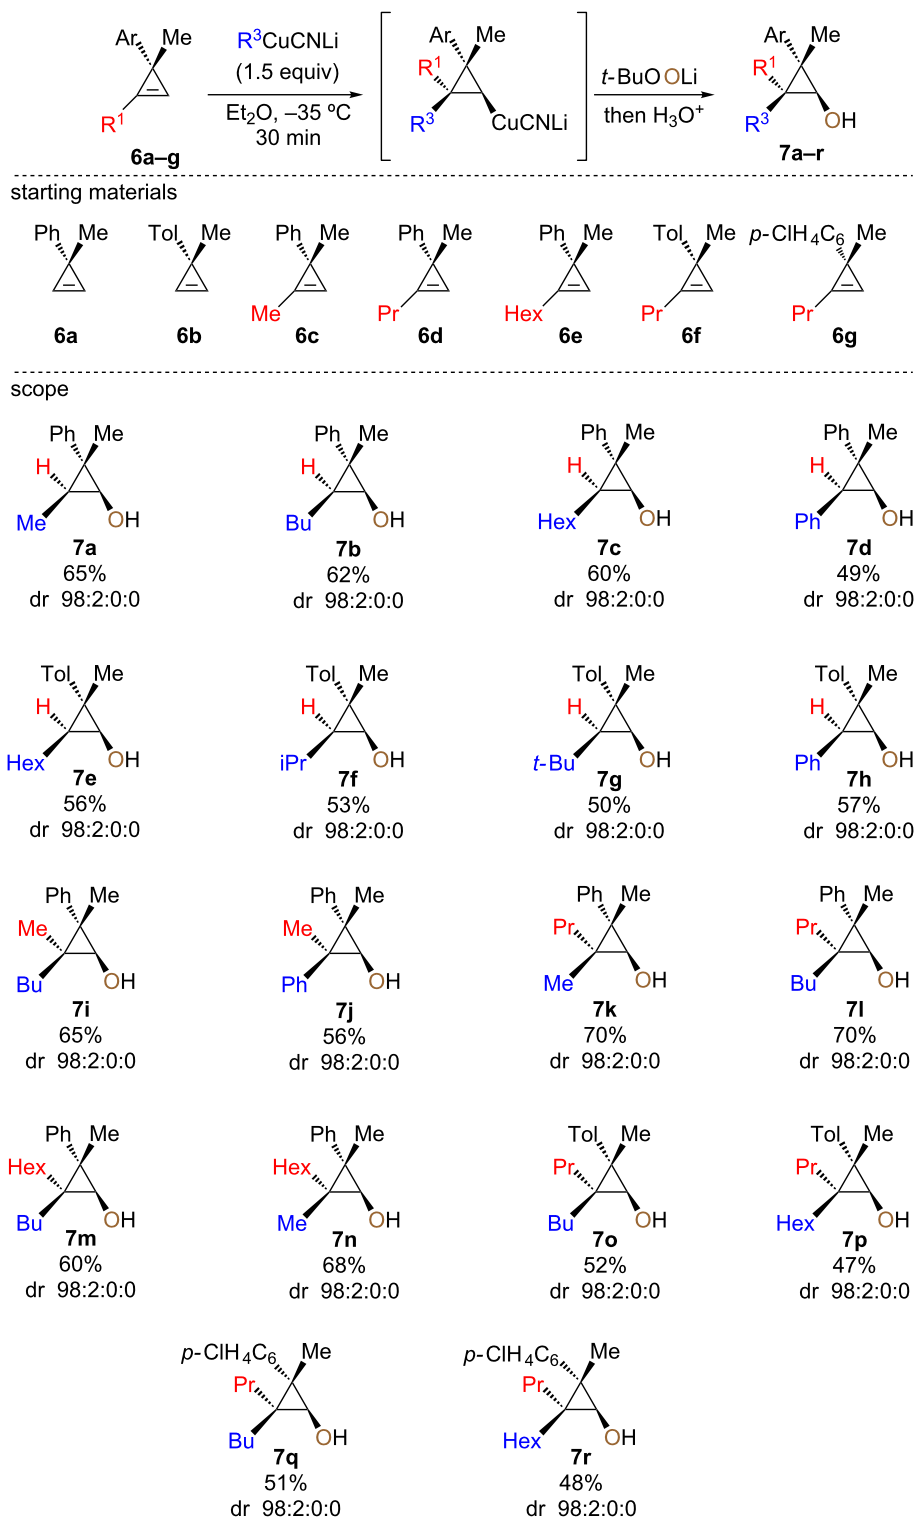 Ar Me R³CuCNLi Ar Me Ar Me
(1.5 equiv) R¹ t-BuOOLi R¹
R¹ Et₂O, –35 ºC R³ CuCNLi then H₃O⁺ R³ OH
30 min
6a–g 7a–r
starting materials
Ph Me Tol Me Ph Me Ph Me Ph Me Tol Me p-ClH₄C₆ Me
Me Pr Hex Pr Pr
6a 6b 6c 6d 6e 6f 6g
scope
Ph Me Ph Me Ph Me Ph Me
H H H H
Me OH Bu OH Hex OH Ph OH
7a 7b 7c 7d
65% 62% 60% 49%
dr 98:2:0:0 dr 98:2:0:0 dr 98:2:0:0 dr 98:2:0:0
Tol Me Tol Me Tol Me Tol Me
H H H H
Hex OH iPr OH t-Bu OH Ph OH
7e 7f 7g 7h
56% 53% 50% 57%
dr 98:2:0:0 dr 98:2:0:0 dr 98:2:0:0 dr 98:2:0:0
Ph Me Ph Me Ph Me Ph Me
Me Me Pr Pr
Bu OH Ph OH Me OH Bu OH
7i 7j 7k 7l
65% 56% 70% 70%
dr 98:2:0:0 dr 98:2:0:0 dr 98:2:0:0 dr 98:2:0:0
Ph Me Ph Me Tol Me Tol Me
Hex Hex Pr Pr
Bu OH Me OH Bu OH Hex OH
7m 7n 7o 7p
60% 68% 52% 47%
dr 98:2:0:0 dr 98:2:0:0 dr 98:2:0:0 dr 98:2:0:0
p-ClH₄C₆ Me p-ClH₄C₆ Me
Pr Pr
Bu OH Hex OH
7q 7r
51% 48%
dr 98:2:0:0 dr 98:2:0:0